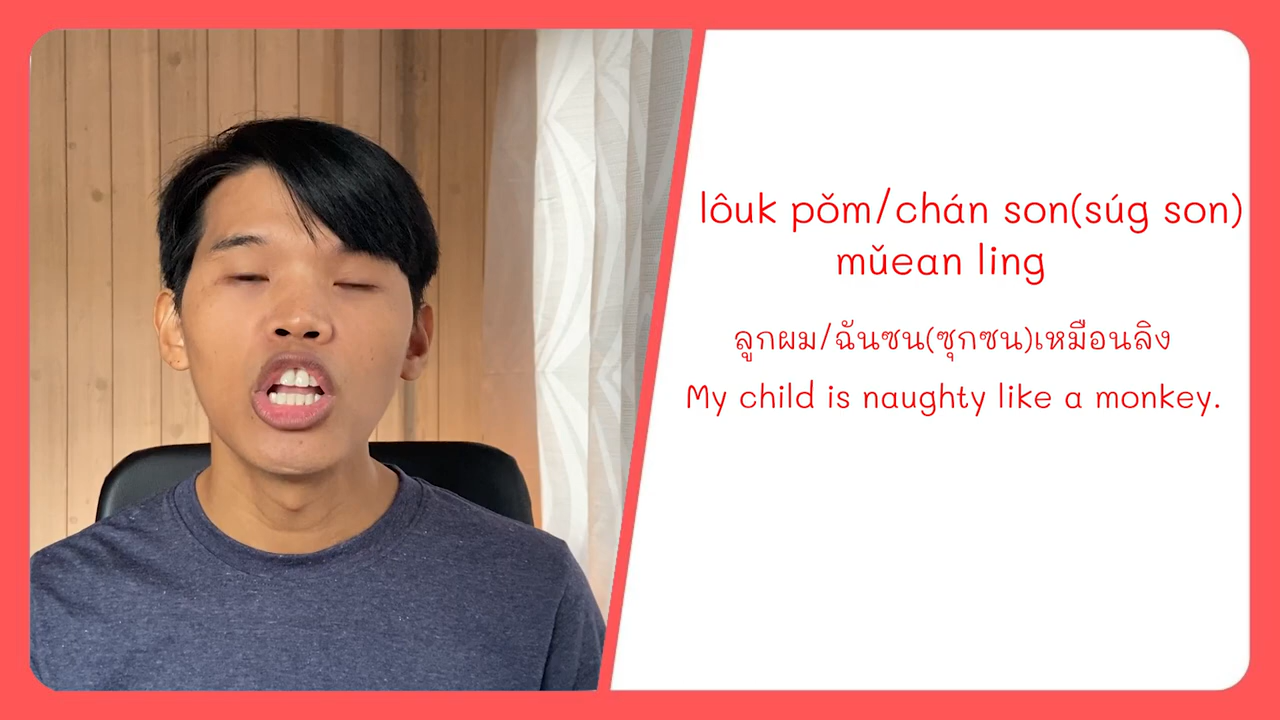 lôuk pǒm/chán son(súg son)
mǔean ling
ลูกผม/ฉันซน(ซุกซน)เหมือนลิง
My child is naughty like a monkey.